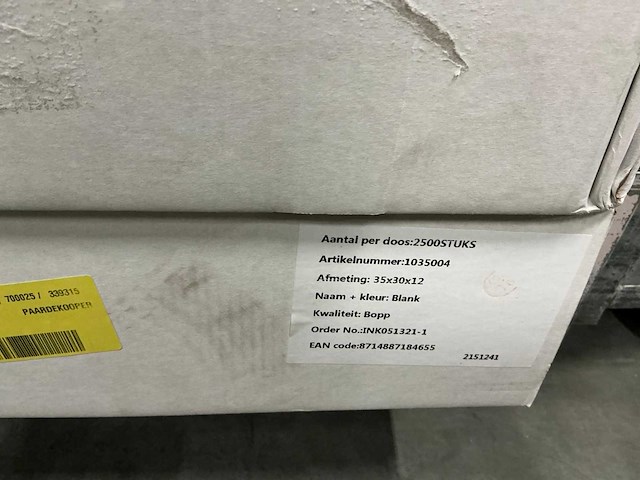 Aantal per doos:2500STUKS
Artikelnummer:1035004
Afmeting: 35x30x12
Naam + kleur: Blank
Kwaliteit: Bopp
Order No.:INK051321-1
EAN code:8714887184655
2151241
700025/ 339315
PAARDEKOOPER